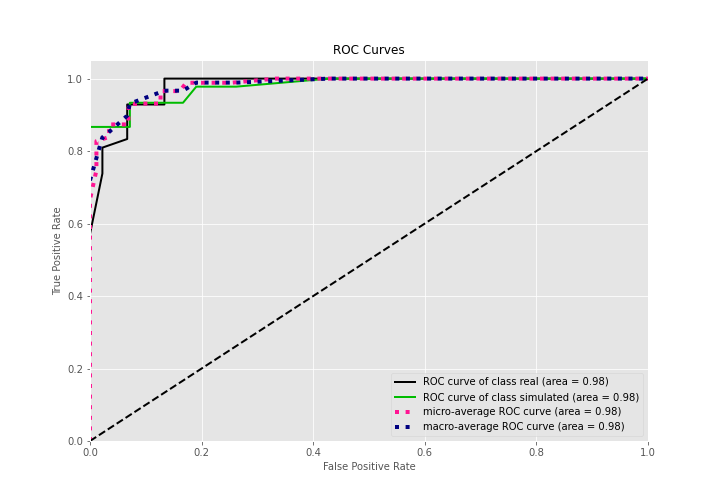 ROC Curves
1.0
0.8
0.6
0.4
0.2
0.0
True Positive Rate
0.0 0.2 0.4 0.6 0.8 1.0
False Positive Rate
ROC curve of class real (area = 0.98)
ROC curve of class simulated (area = 0.98)
micro-average ROC curve (area = 0.98)
macro-average ROC curve (area = 0.98)